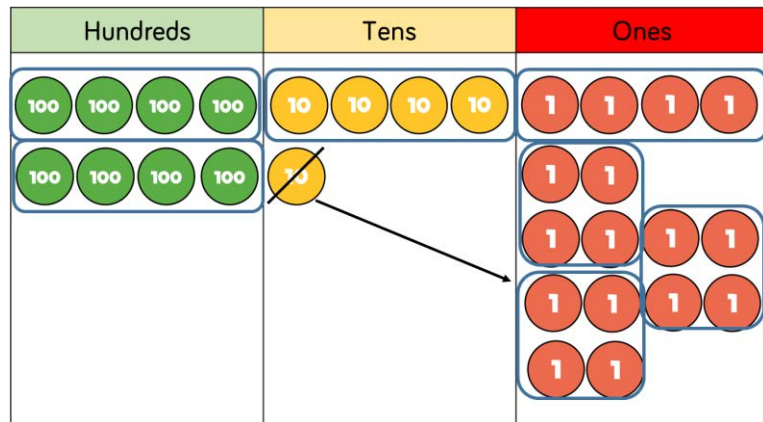 Hundreds Tens Ones
100 100 100 100 10 10 10 10 1 1 1 1
100 100 100 100 10 1 1
1 1 1 1
1 1 1 1
1 1